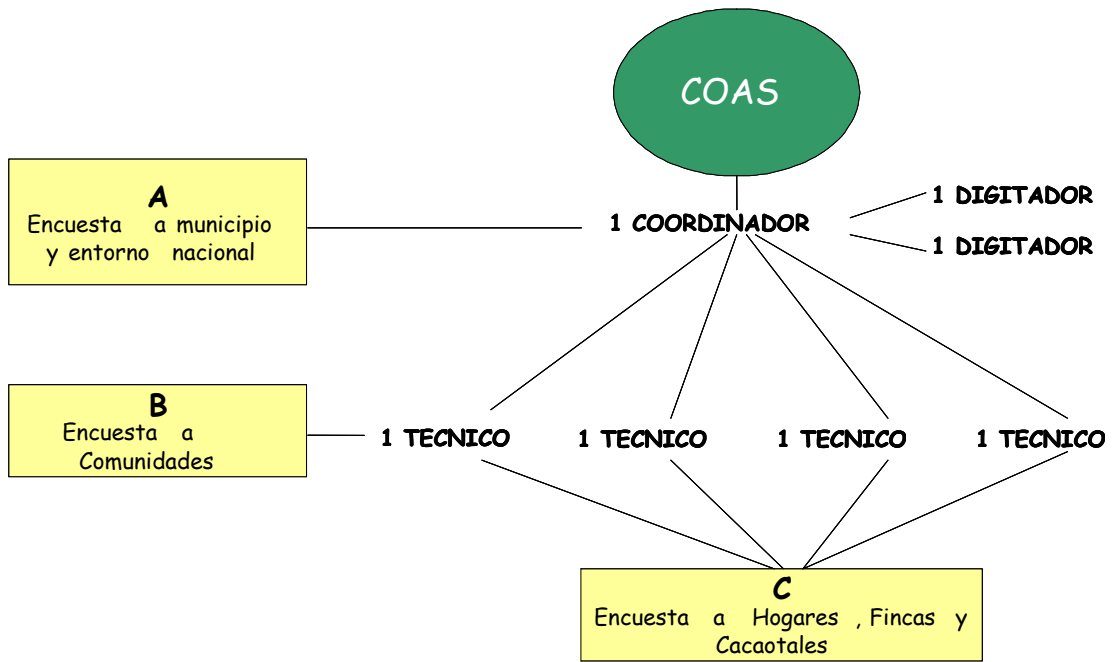 COAS
A
Encuesta a municipio
y entorno nacional
1 COORDINADOR
1 DIGITADOR
1 DIGITADOR
B
Encuesta a
Comunidades
1 TECNICO
1 TECNICO
1 TECNICO
1 TECNICO
C
Encuesta a Hogares , Fincas y
Cacaotales